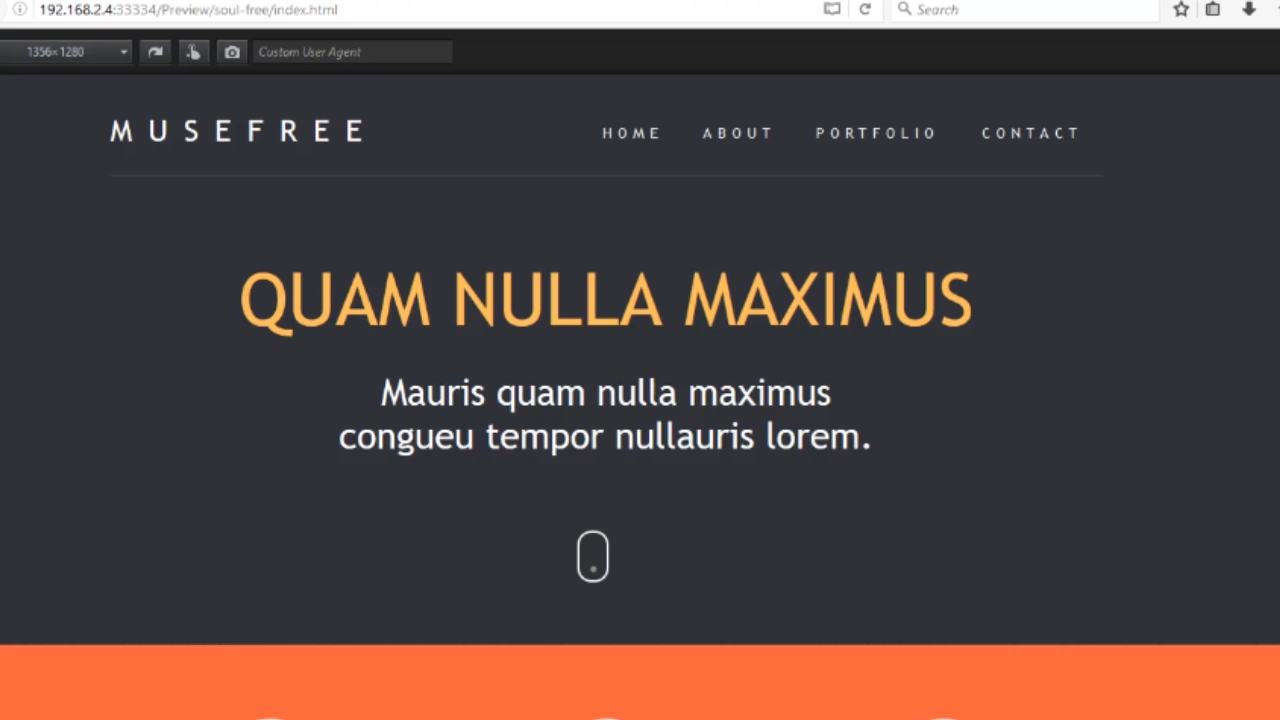 192.168.2.4:33334/Preview/soul-free/index.html
Search
1356×1280
Custom User Agent
MUSEFREE
HOME ABOUT PORTFOLIO CONTACT
QUAM NULLA MAXIMUS
Mauris quam nulla maximus
congueu tempor nullauris lorem.